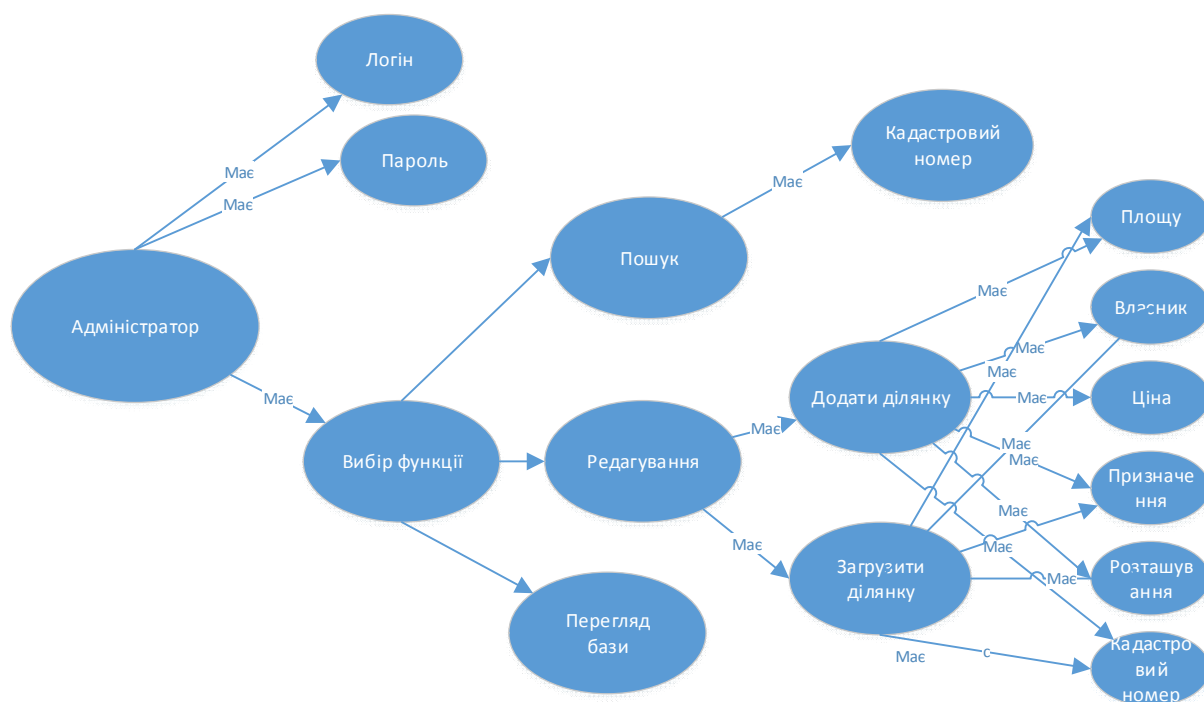 Логін
Пароль
Має
Має
Адміністратор
Має
Вибір функції
Пошук
Має
Кадастровий
номер
Редагування
Перегляд
бази
Має
Має
Додати ділянку
Загрузити
ділянку
Має
Має
Має
Має
Має
Має
Має
Має
Має
Має
с
Площу
Власник
Ціна
Призначе
ння
Розташув
ання
Кадастро
вий
номер